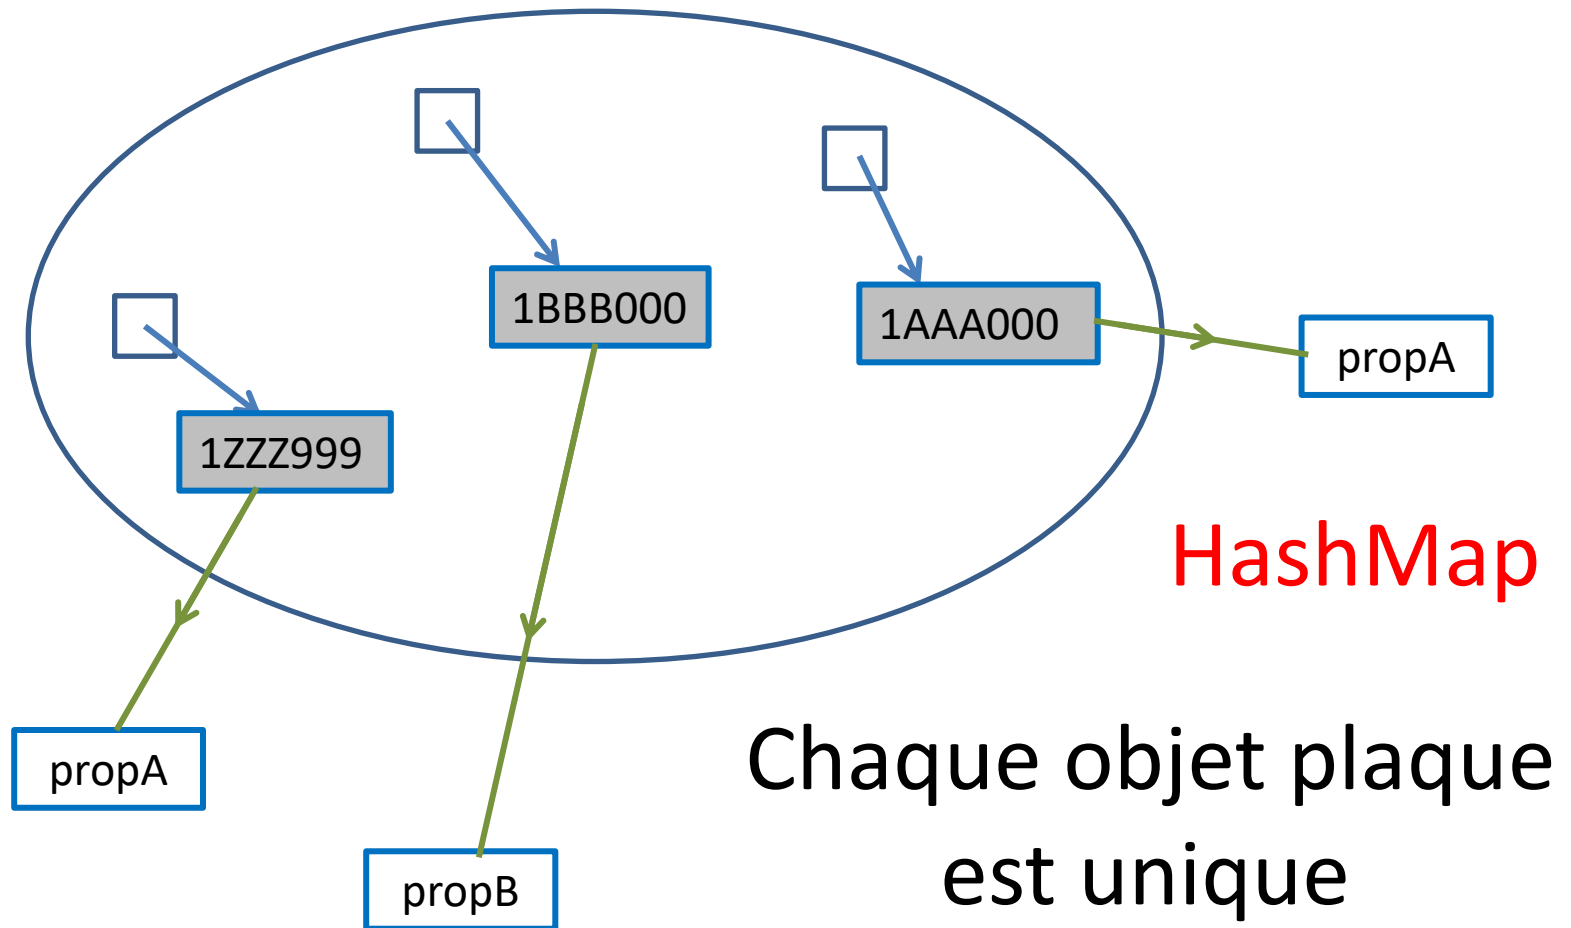 1BBB000
1AAA000
propA
1ZZZ999
HashMap
propA
propB
Chaque objet plaque
est unique